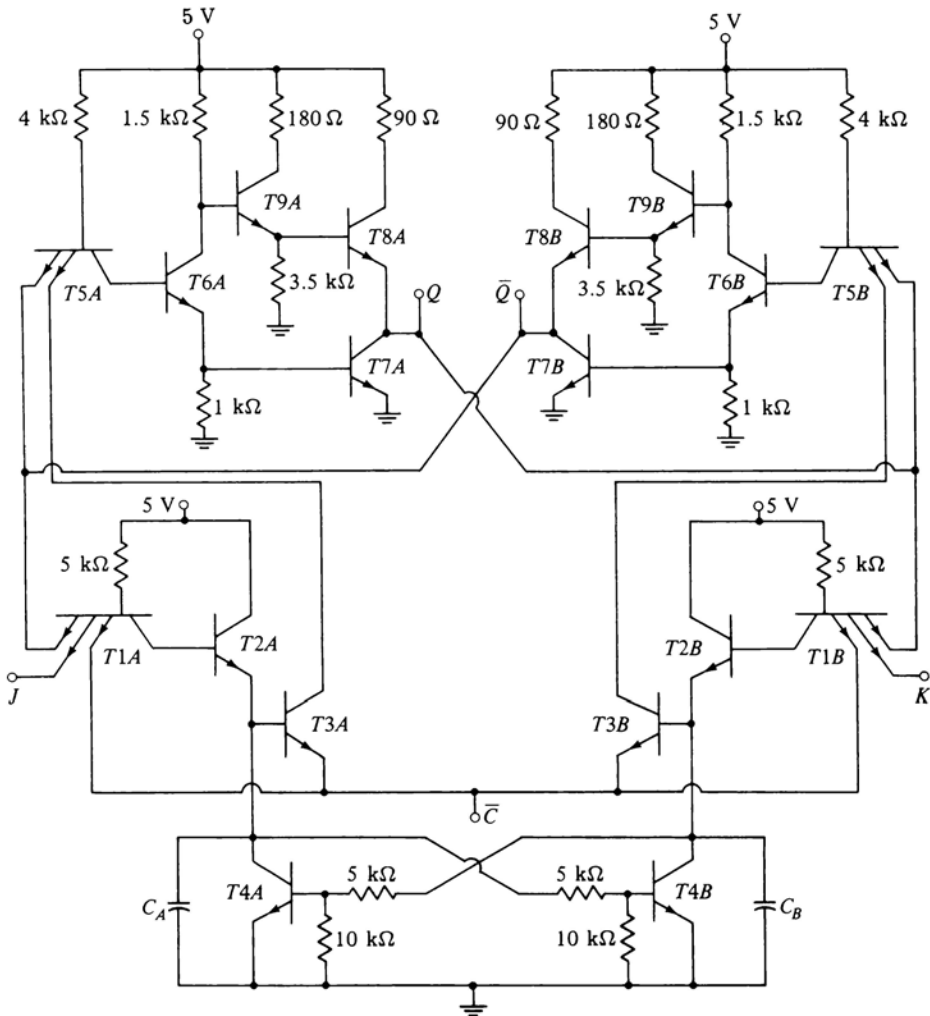 5 V 5 V
4 kΩ 1.5 kΩ 180 Ω 90 Ω 90 Ω 180 Ω 1.5 kΩ 4 kΩ
T9A T9B
T8A T8B
T5A T6A 3.5 kΩ Q Q̄ 3.5 kΩ T6B T5B
T7A T7B
1 kΩ 1 kΩ
5 V 5 V
5 kΩ 5 kΩ
T1A T2A T2B T1B
J K
T3A T3B
C̄
5 kΩ 5 kΩ
C_A T4A T4B C_B
10 kΩ 10 kΩ